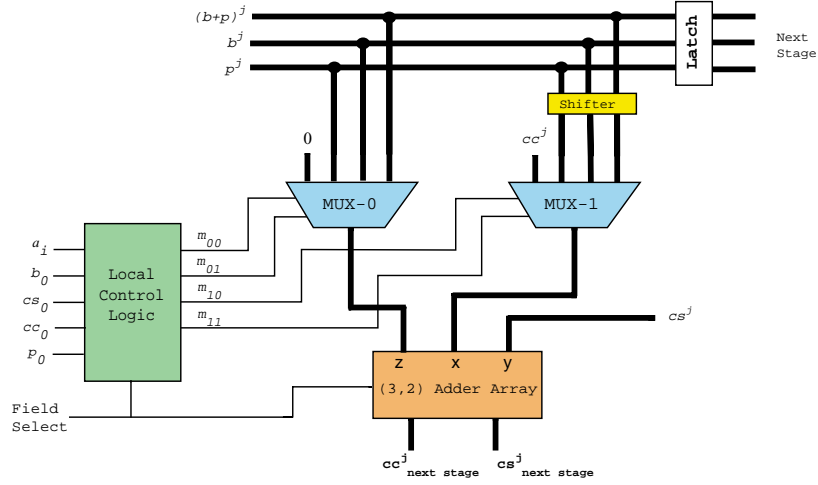 (b+p)^j
b^j
p^j
Latch
Next
Stage
Shifter
0
cc^j
MUX-0
MUX-1
a_i
b_0
cs_0
cc_0
p_0
Local
Control
Logic
m_00
m_01
m_10
m_11
cs^j
z x y
(3,2) Adder Array
Field
Select
cc^j next stage
cs^j next stage